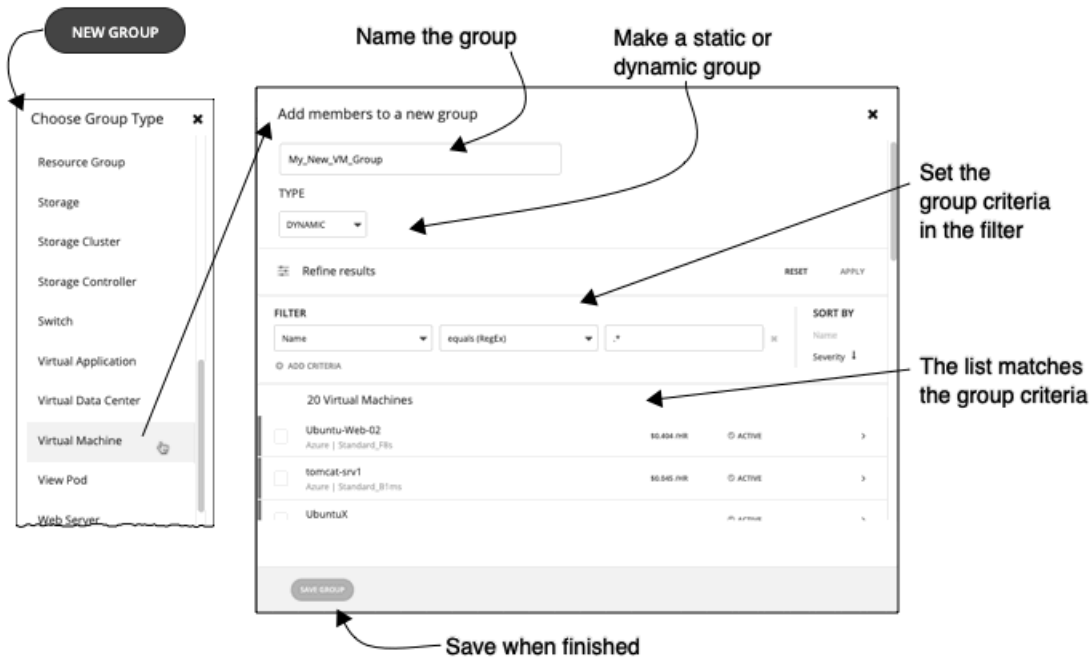 NEW GROUP
Name the group
Make a static or
dynamic group
Choose Group Type
Resource Group
Storage
Storage Cluster
Storage Controller
Switch
Virtual Application
Virtual Data Center
Virtual Machine
View Pod
Web Server
Add members to a new group
My_New_VM_Group
TYPE
DYNAMIC
Refine results
RESET APPLY
FILTER
Name equals (RegEx) .*
ADD CRITERIA
SORT BY
Name
Severity
20 Virtual Machines
Ubuntu-Web-02
Azure | Standard_F8s
$0.404 /HR ACTIVE
tomcat-srv1
Azure | Standard_B1ms
$0.045 /HR ACTIVE
UbuntuX
ACTIVE
SAVE GROUP
Set the
group criteria
in the filter
The list matches
the group criteria
Save when finished